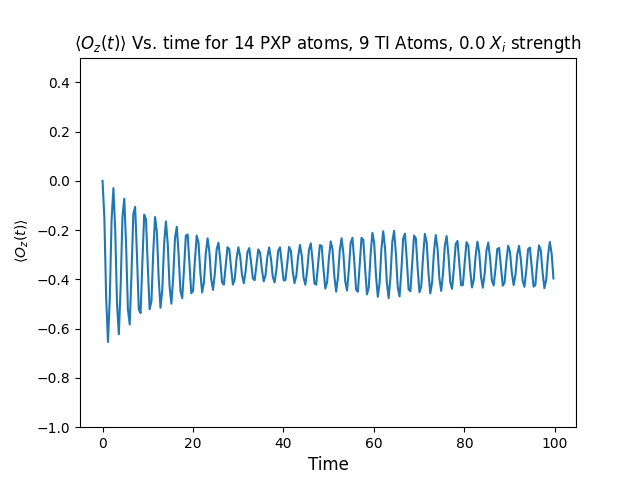 ⟨O_z(t)⟩ Vs. time for 14 PXP atoms, 9 TI Atoms, 0.0 X_i strength
⟨O_z(t)⟩
0.4
0.2
0.0
−0.2
−0.4
−0.6
−0.8
−1.0
0 20 40 60 80 100
Time